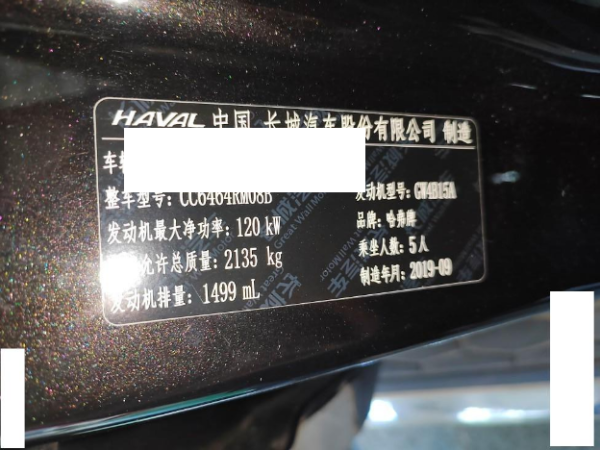 HAVAL 中国 长城汽车股份有限公司 制造
车辆
整车型号: CC6464RM08B 发动机型号: GW4B15A
发动机最大净功率: 120 kW 品牌: 哈弗牌
允许总质量: 2135 kg 乘坐人数: 5人
发动机排量: 1499 mL 制造年月: 2019-09